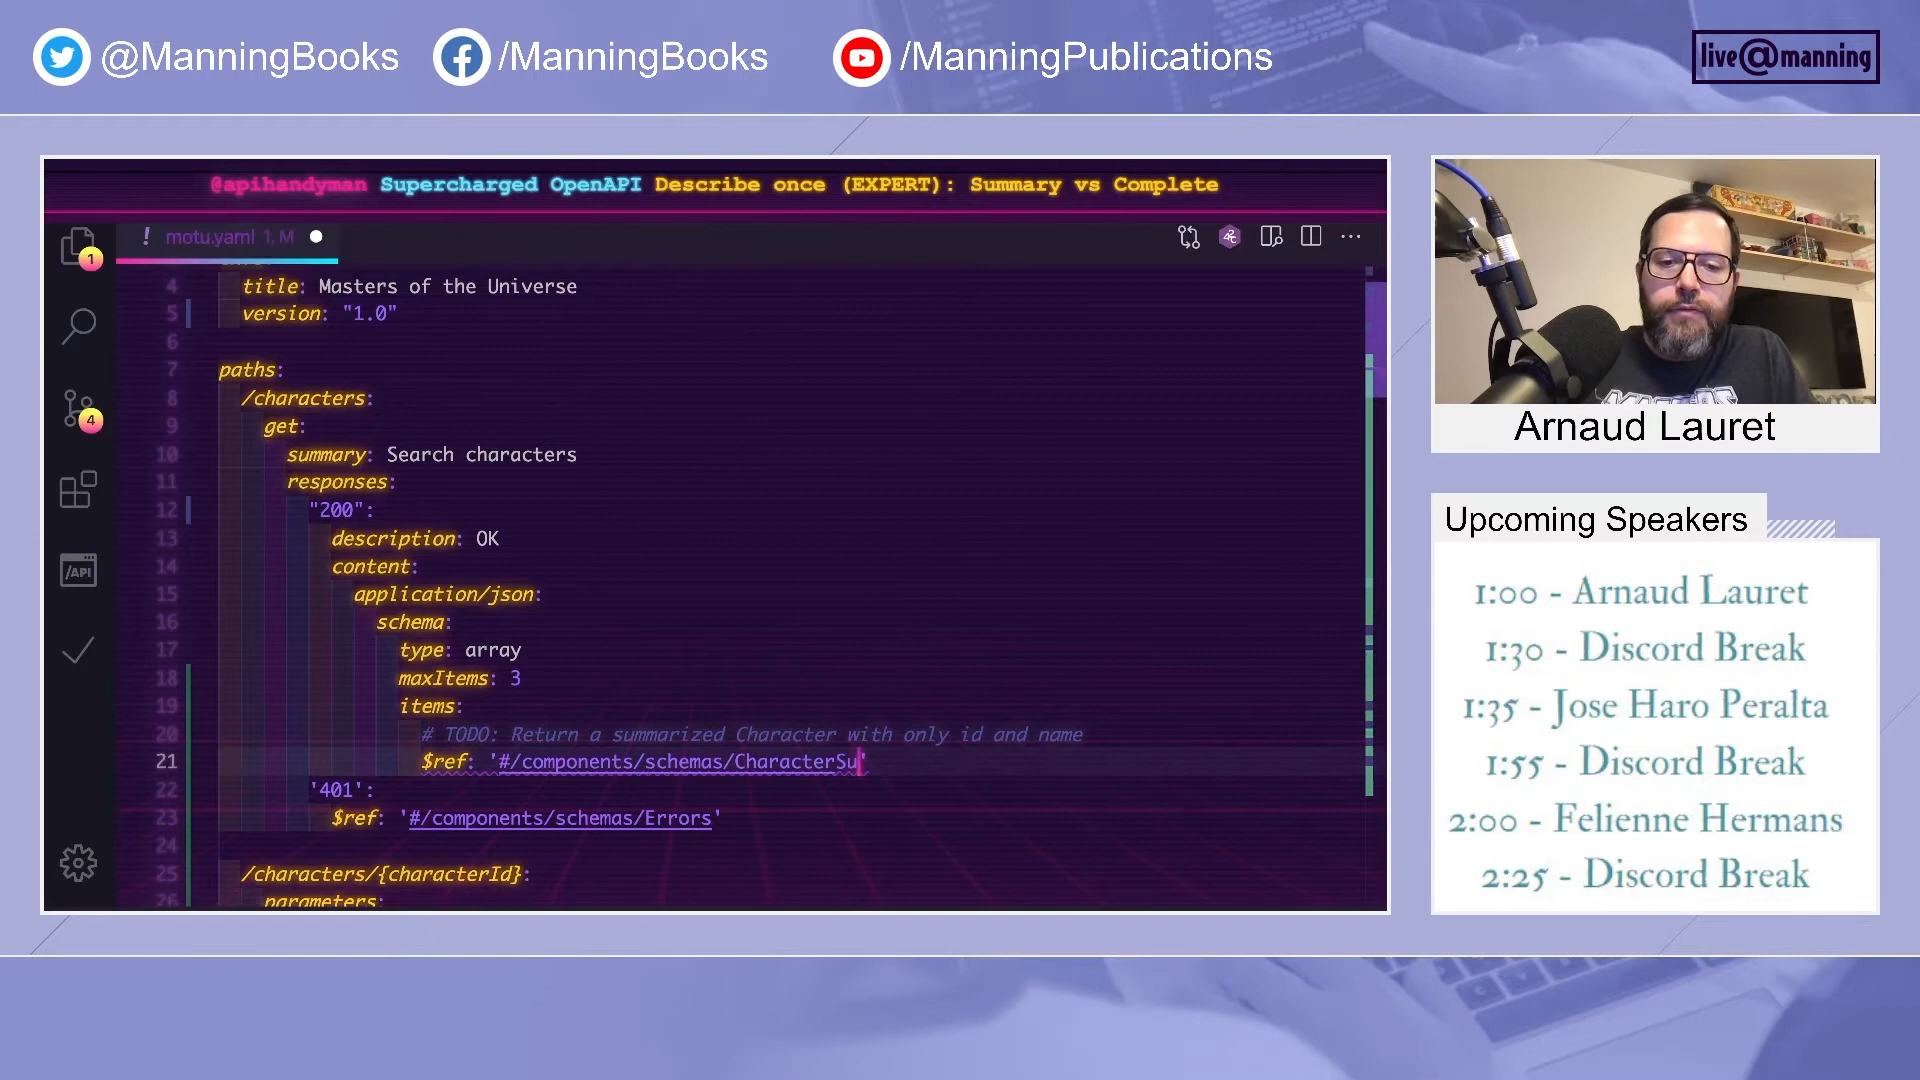 @ManningBooks
/ManningBooks
/ManningPublications
live@manning
@apihandyman Supercharged OpenAPI Describe once (EXPERT): Summary vs Complete
! motu.yaml 1, M
1
4
/API
4 title: Masters of the Universe
5 version: "1.0"
6
7 paths:
8 /characters:
9 get:
10 summary: Search characters
11 responses:
12 "200":
13 description: OK
14 content:
15 application/json:
16 schema:
17 type: array
18 maxItems: 3
19 items:
20 # TODO: Return a summarized Character with only id and name
21 $ref: '#/components/schemas/CharacterSu'
22 '401':
23 $ref: '#/components/schemas/Errors'
24
25 /characters/{characterId}:
26 parameters:
Arnaud Lauret
Upcoming Speakers
1:00 - Arnaud Lauret
1:30 - Discord Break
1:35 - Jose Haro Peralta
1:55 - Discord Break
2:00 - Felienne Hermans
2:25 - Discord Break